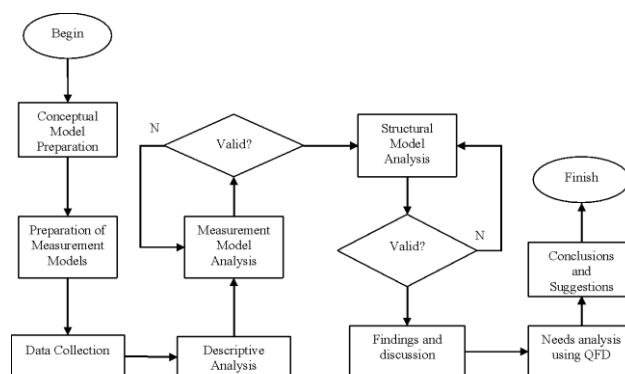 Begin
Conceptual
Model
Preparation
Preparation of
Measurement
Models
Data Collection
Descriptive
Analysis
Measurement
Model
Analysis
N
Valid?
Structural
Model
Analysis
Valid?
N
Findings and
discussion
Needs analysis
using QFD
Conclusions
and
Suggestions
Finish